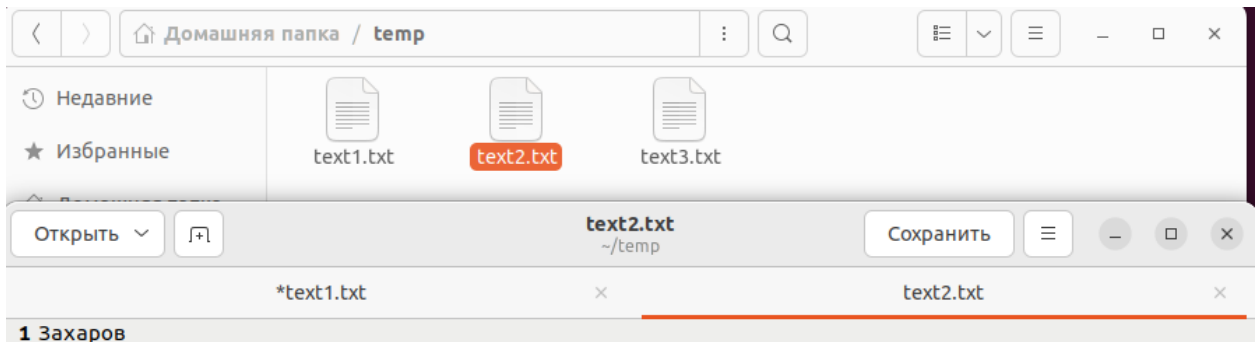 Домашняя папка / temp
Недавние
Избранные
text1.txt
text2.txt
text3.txt
Открыть
text2.txt
~/temp
Сохранить
*text1.txt
text2.txt
1 Захаров